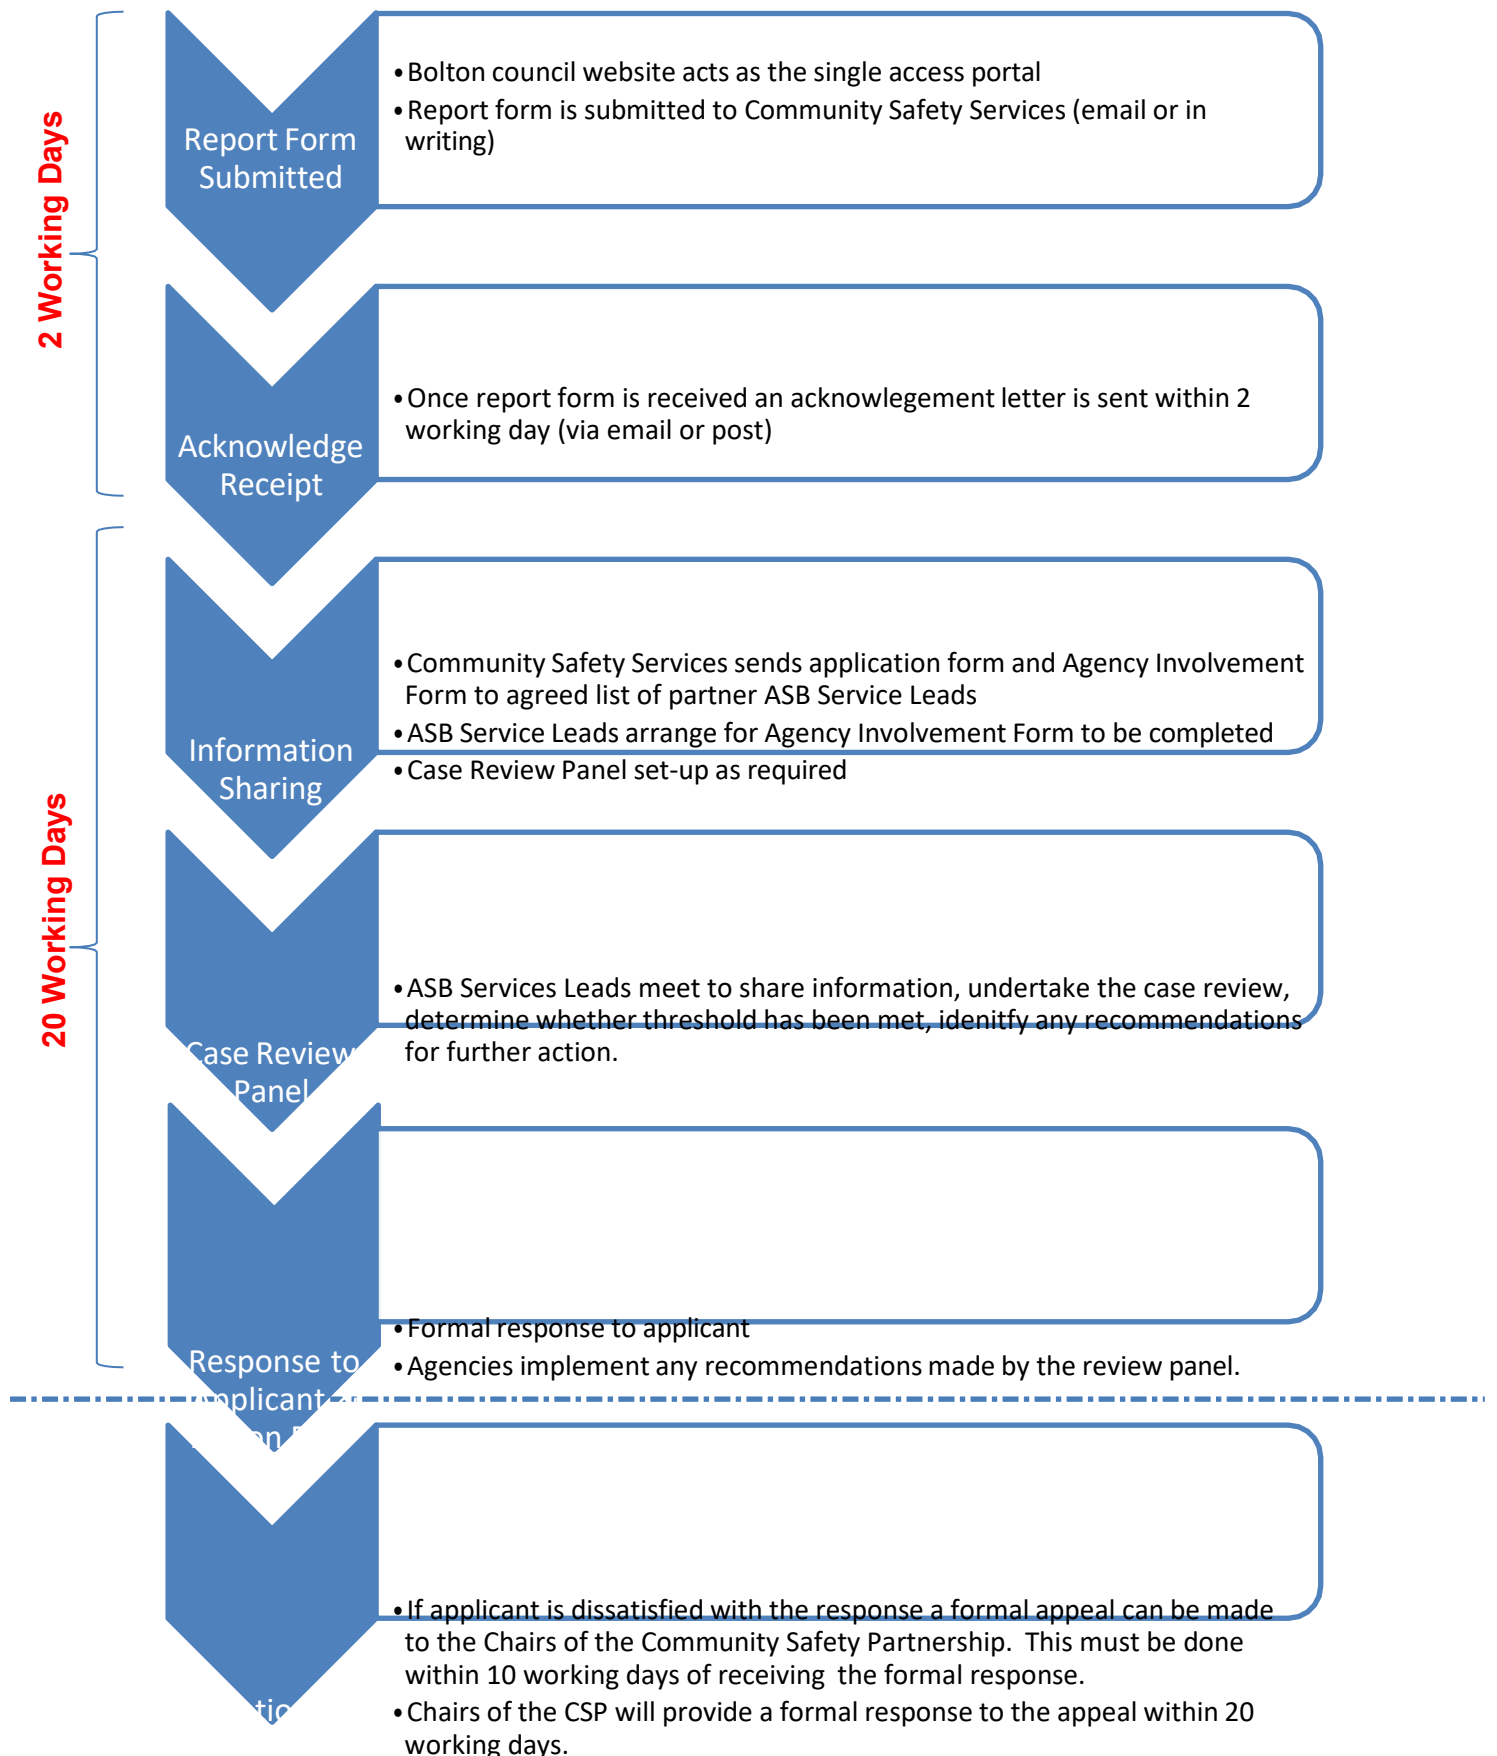 2 Working Days
Report Form
Submitted
• Bolton council website acts as the single access portal
• Report form is submitted to Community Safety Services (email or in
writing)
Acknowledge
Receipt
• Once report form is received an acknowlegement letter is sent within 2
working day (via email or post)
20 Working Days
Information
Sharing
• Community Safety Services sends application form and Agency Involvement
Form to agreed list of partner ASB Service Leads
• ASB Service Leads arrange for Agency Involvement Form to be completed
• Case Review Panel set-up as required
Case Review
Panel
• ASB Services Leads meet to share information, undertake the case review,
determine whether threshold has been met, idenitfy any recommendations
for further action.
Response to
Applicant
• Formal response to applicant
• Agencies implement any recommendations made by the review panel.
• If applicant is dissatisfied with the response a formal appeal can be made
to the Chairs of the Community Safety Partnership. This must be done
within 10 working days of receiving the formal response.
• Chairs of the CSP will provide a formal response to the appeal within 20
working days.